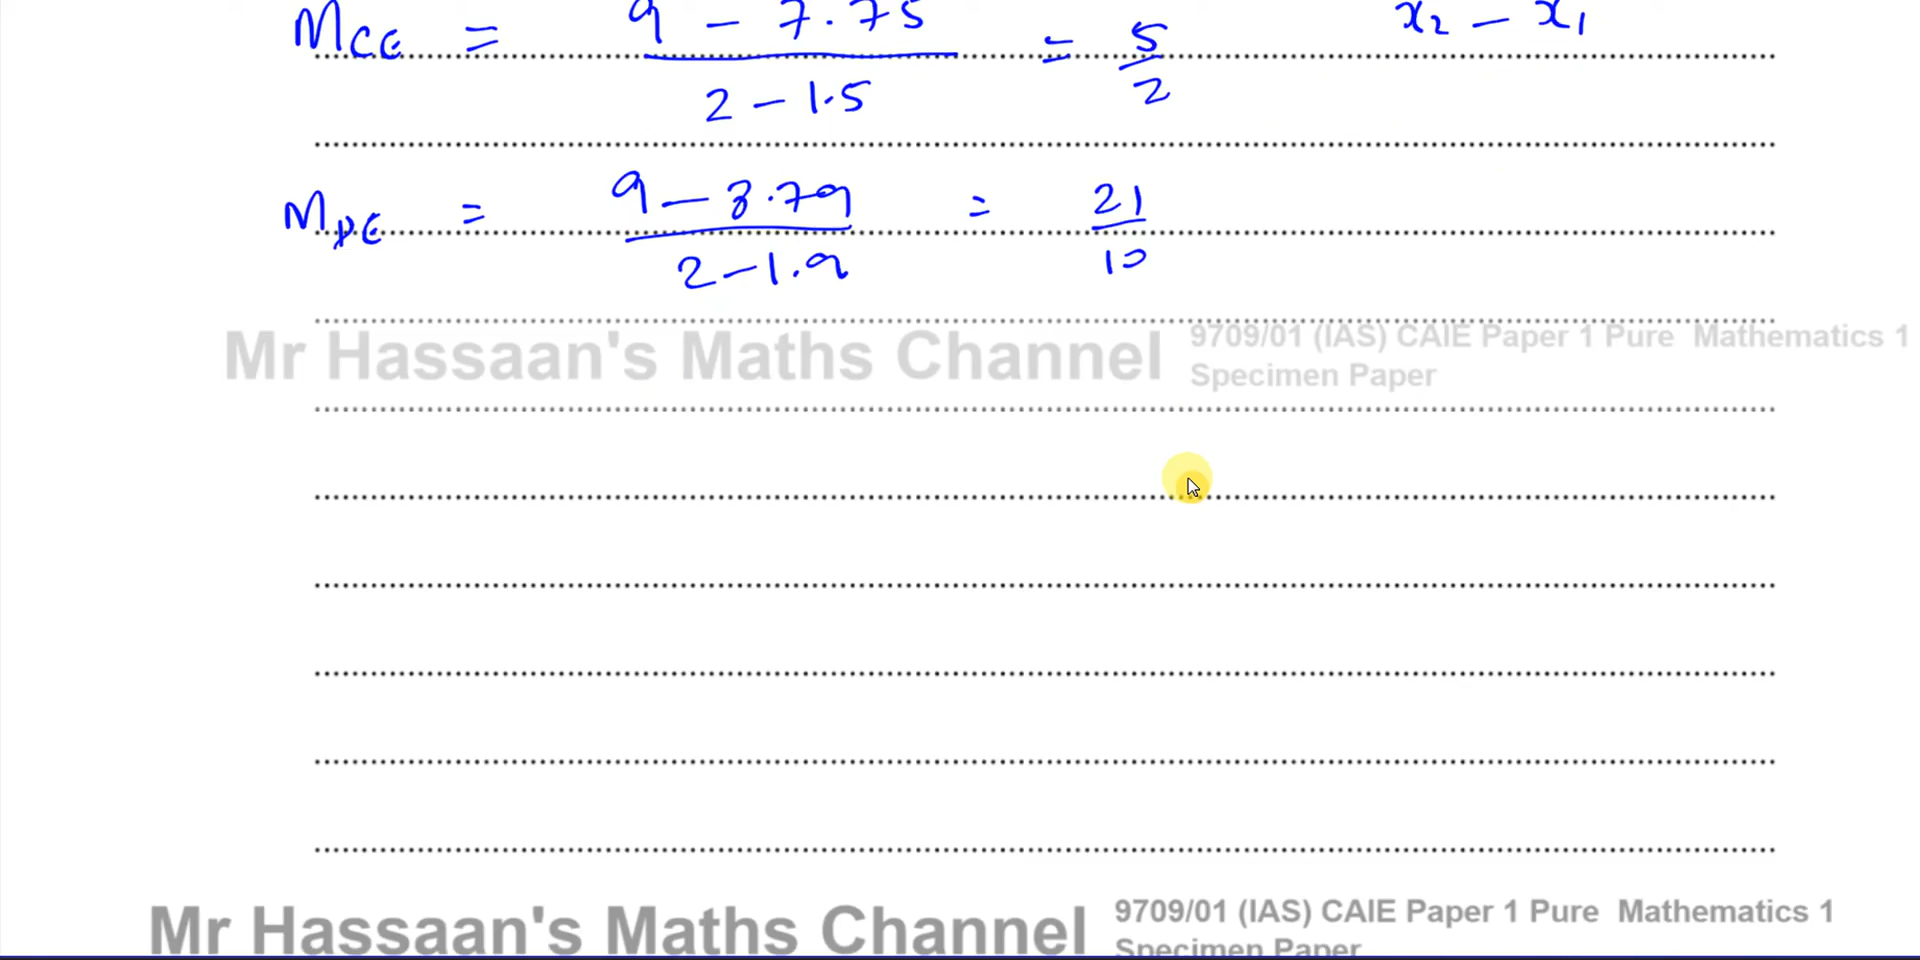 M_CE = (9 - 7.75) / (2 - 1.5) = 5/2 x2 - x1
M_DE = (9 - 8.79) / (2 - 1.9) = 21/10
Mr Hassaan's Maths Channel 9709/01 (IAS) CAIE Paper 1 Pure Mathematics 1
Specimen Paper
Mr Hassaan's Maths Channel 9709/01 (IAS) CAIE Paper 1 Pure Mathematics 1
Specimen Paper